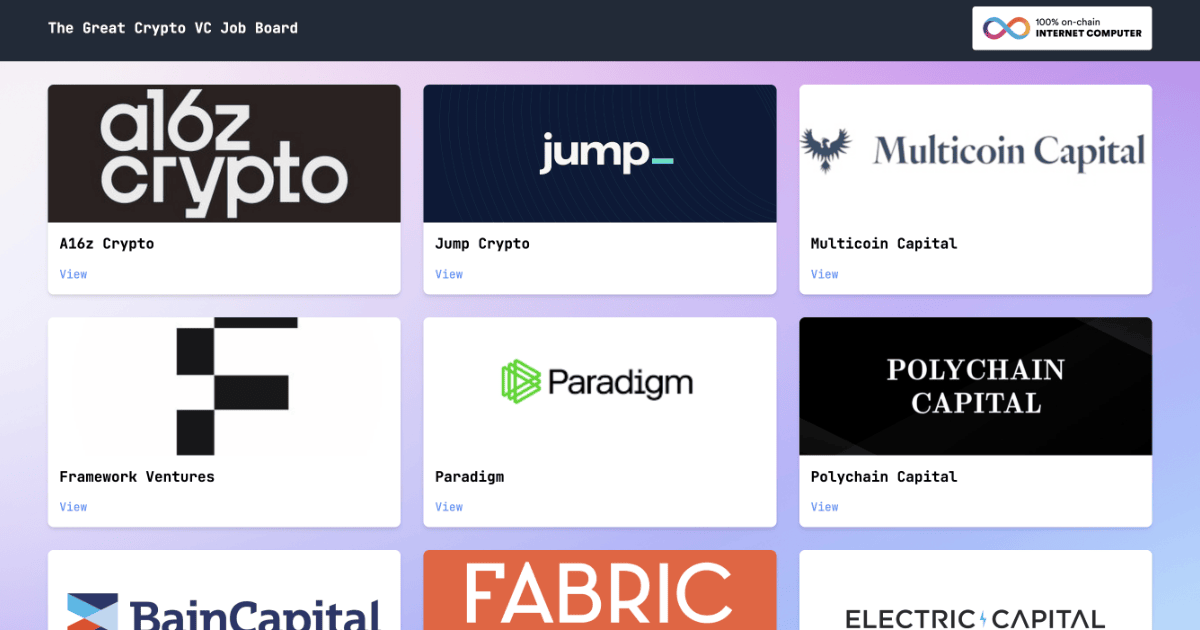 The Great Crypto VC Job Board
100% on-chain
INTERNET COMPUTER
a16z
crypto
jump_
Multicoin Capital
A16z Crypto
Jump Crypto
Multicoin Capital
View
View
View
Paradigm
POLYCHAIN
CAPITAL
Framework Ventures
Paradigm
Polychain Capital
View
View
View
BainCapital
FABRIC
ELECTRIC CAPITAL